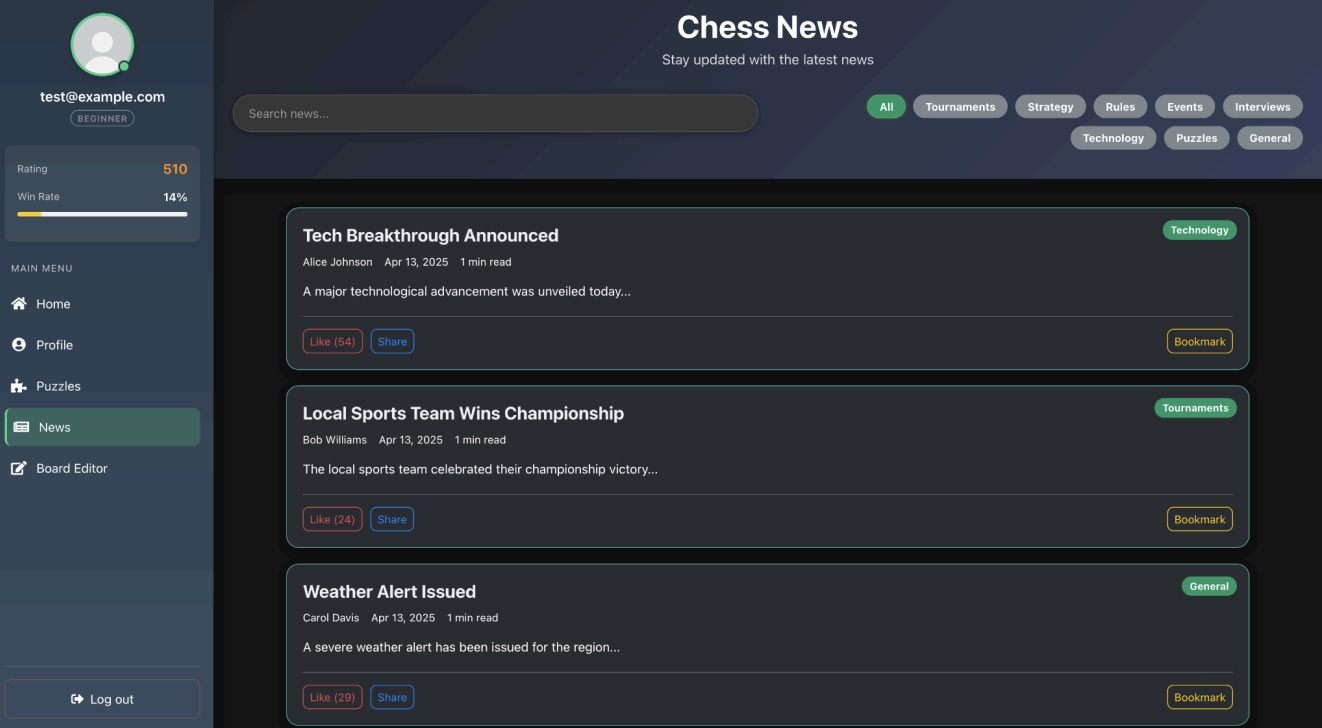 test@example.com
BEGINNER
Rating 510
Win Rate 14%
MAIN MENU
Home
Profile
Puzzles
News
Board Editor
Log out
Chess News
Stay updated with the latest news
Search news...
All Tournaments Strategy Rules Events Interviews
Technology Puzzles General
Tech Breakthrough Announced Technology
Alice Johnson Apr 13, 2025 1 min read
A major technological advancement was unveiled today...
Like (54) Share Bookmark
Local Sports Team Wins Championship Tournaments
Bob Williams Apr 13, 2025 1 min read
The local sports team celebrated their championship victory...
Like (24) Share Bookmark
Weather Alert Issued General
Carol Davis Apr 13, 2025 1 min read
A severe weather alert has been issued for the region...
Like (29) Share Bookmark